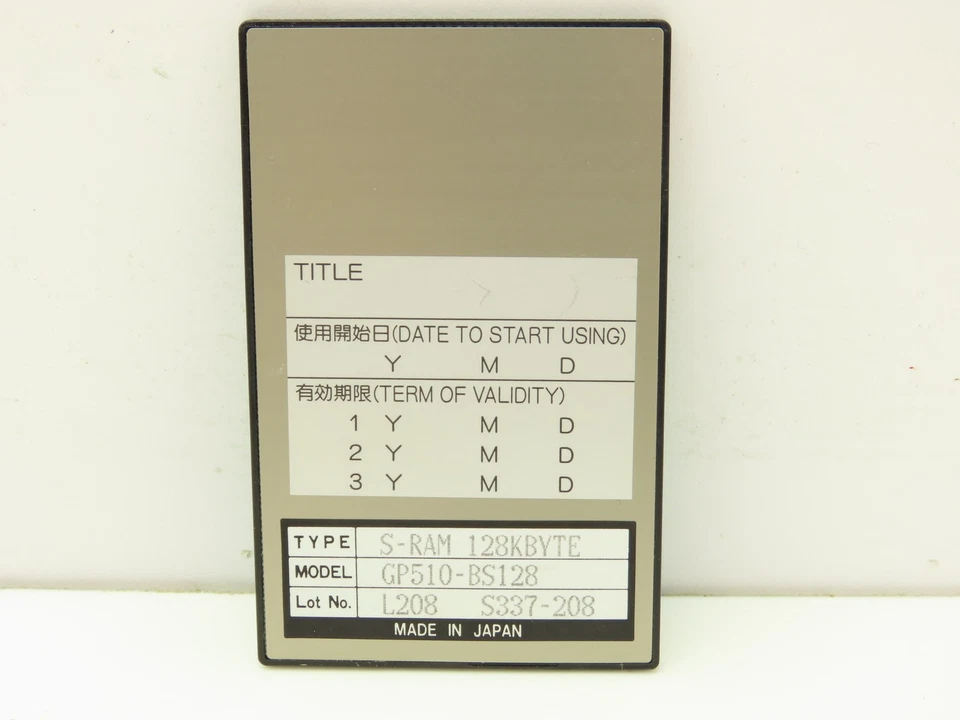 TITLE
使用開始日(DATE TO START USING)
Y M D
有効期限(TERM OF VALIDITY)
1 Y M D
2 Y M D
3 Y M D
TYPE S-RAM 128KBYTE
MODEL GP510-BS128
Lot No. L208 S337-208
MADE IN JAPAN